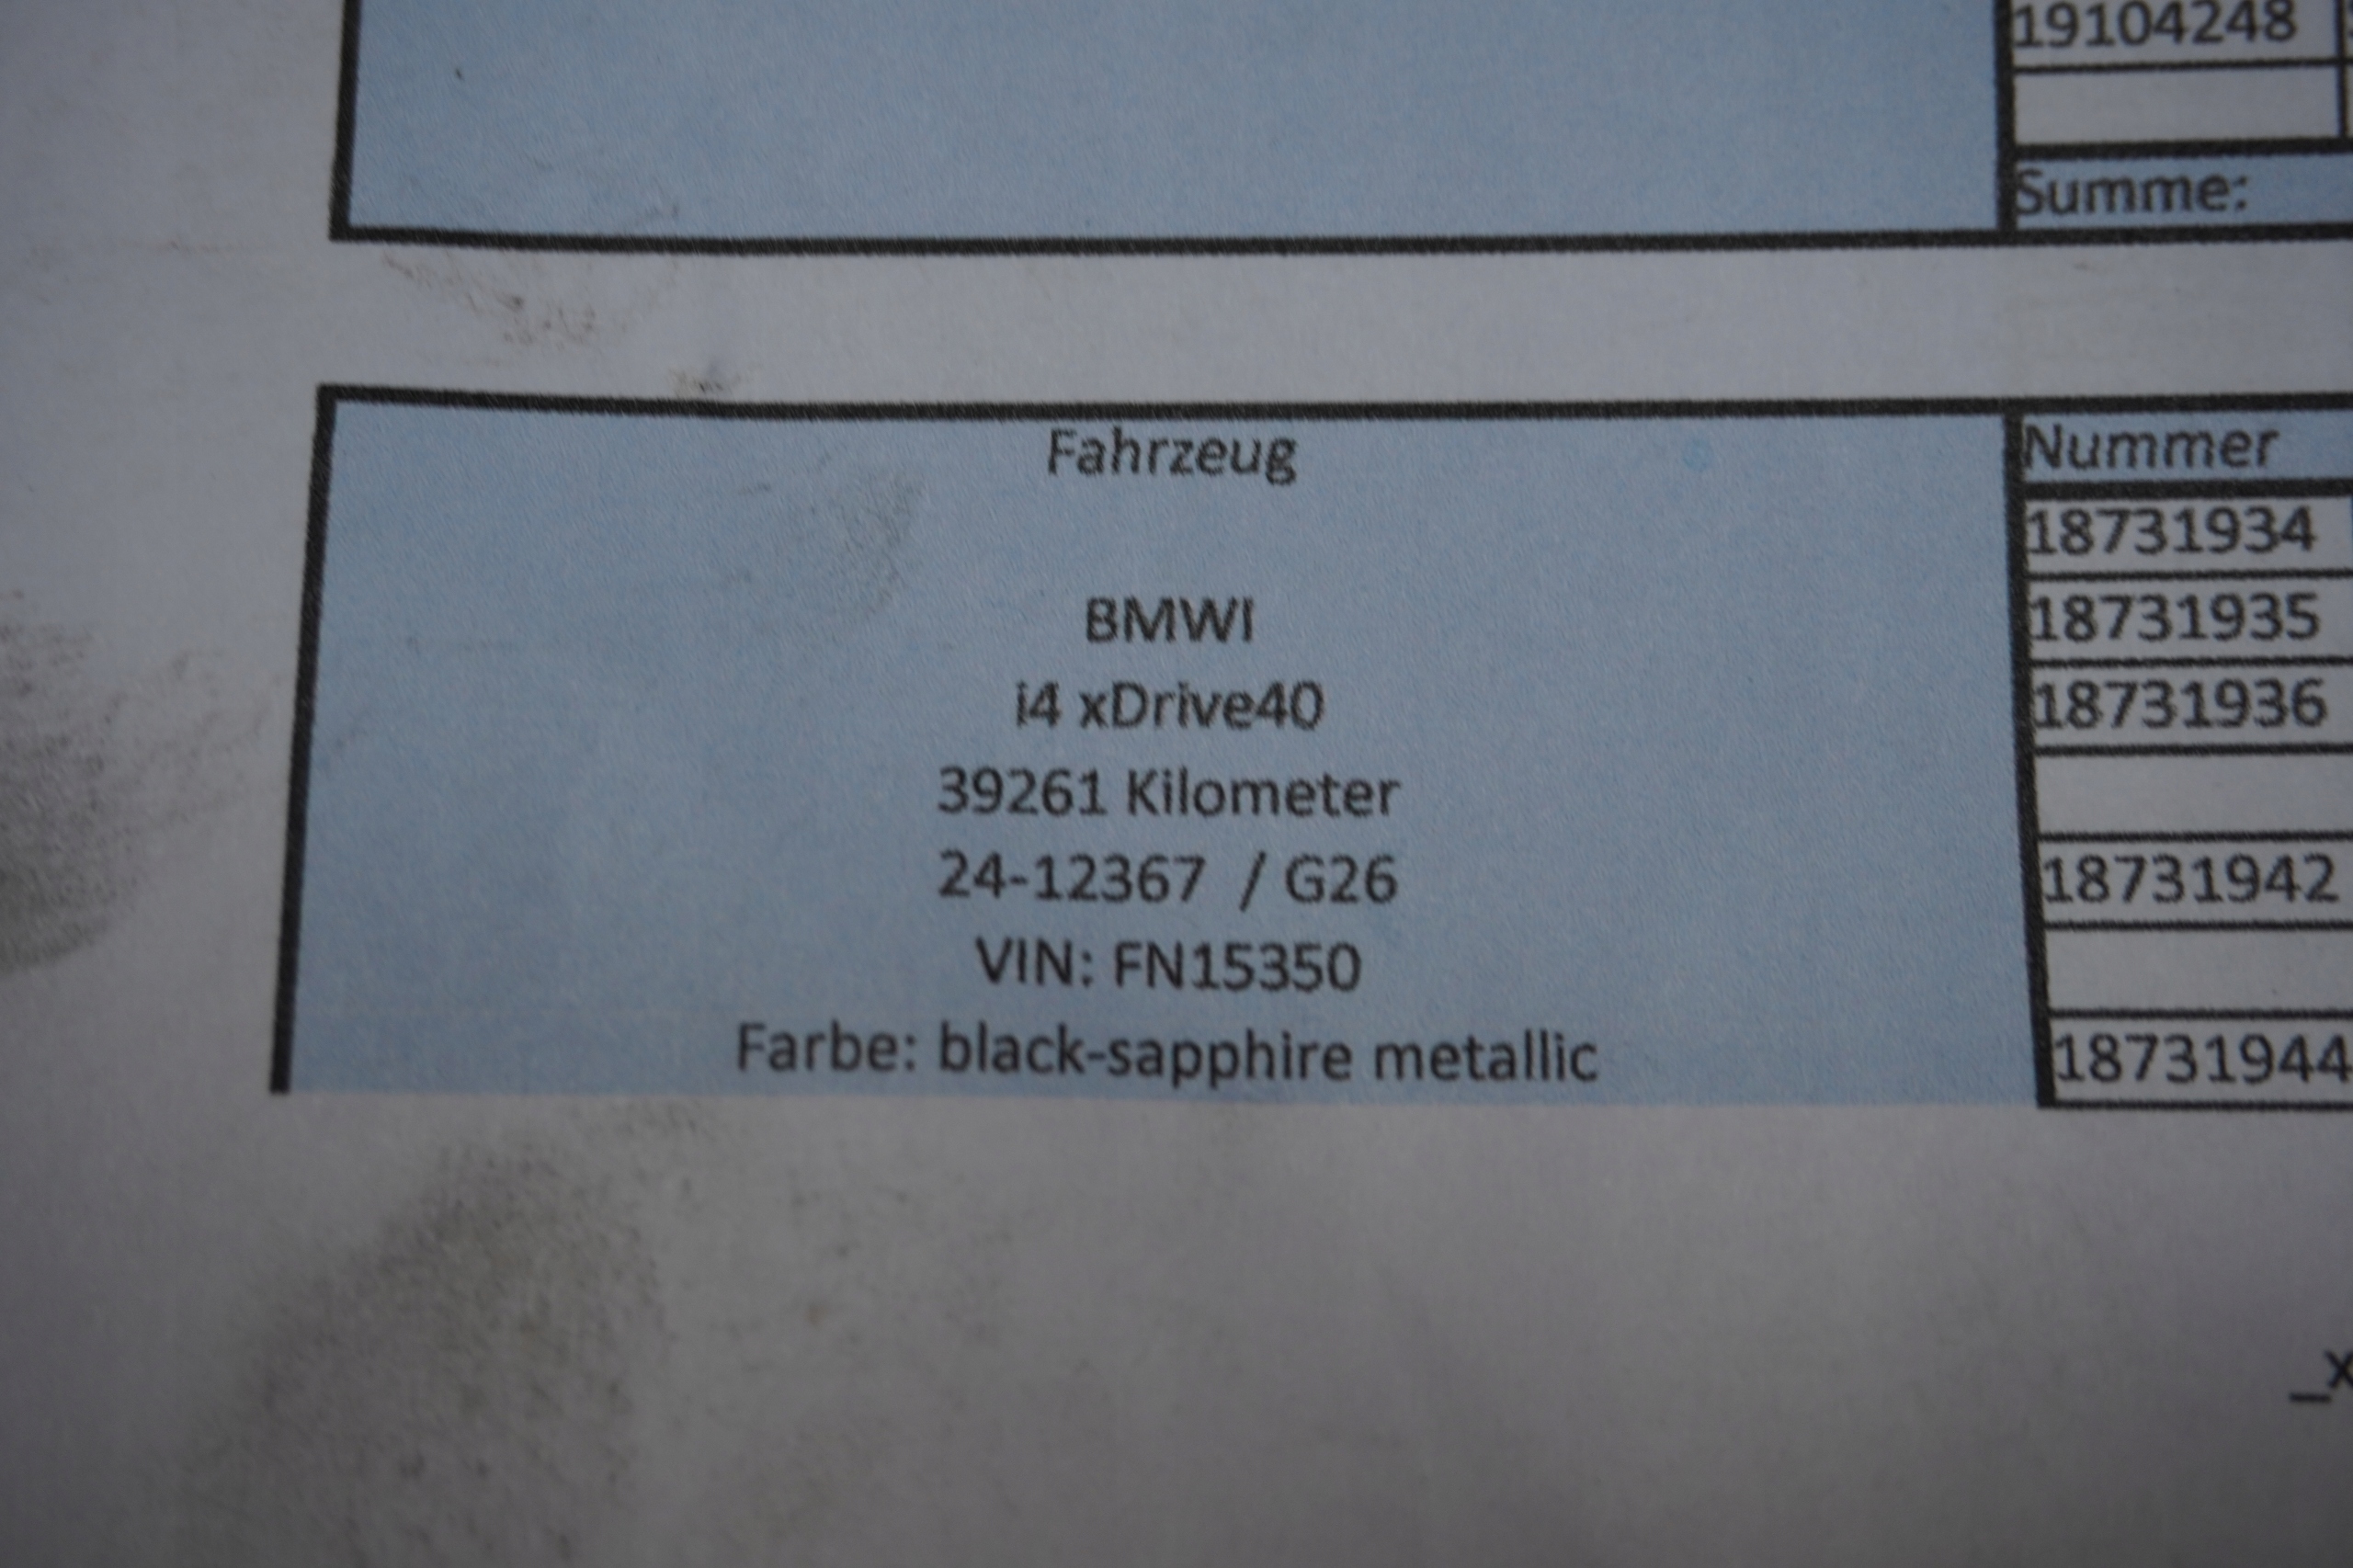 19104248
Summe:
Fahrzeug
BMWI
i4 xDrive40
39261 Kilometer
24-12367 / G26
VIN: FN15350
Farbe: black-sapphire metallic
Nummer
18731934
18731935
18731936
18731942
18731944
_x